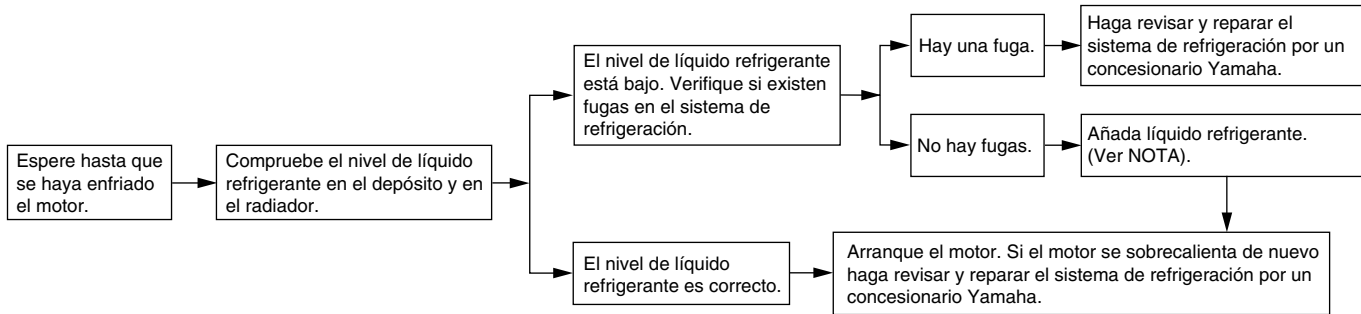 Espere hasta que
se haya enfriado
el motor.
Compruebe el nivel de líquido
refrigerante en el depósito y en
el radiador.
El nivel de líquido refrigerante
está bajo. Verifique si existen
fugas en el sistema de
refrigeración.
Hay una fuga.
Haga revisar y reparar el
sistema de refrigeración por un
concesionario Yamaha.
No hay fugas.
Añada líquido refrigerante.
(Ver NOTA).
El nivel de líquido
refrigerante es correcto.
Arranque el motor. Si el motor se sobrecalienta de nuevo
haga revisar y reparar el sistema de refrigeración por un
concesionario Yamaha.